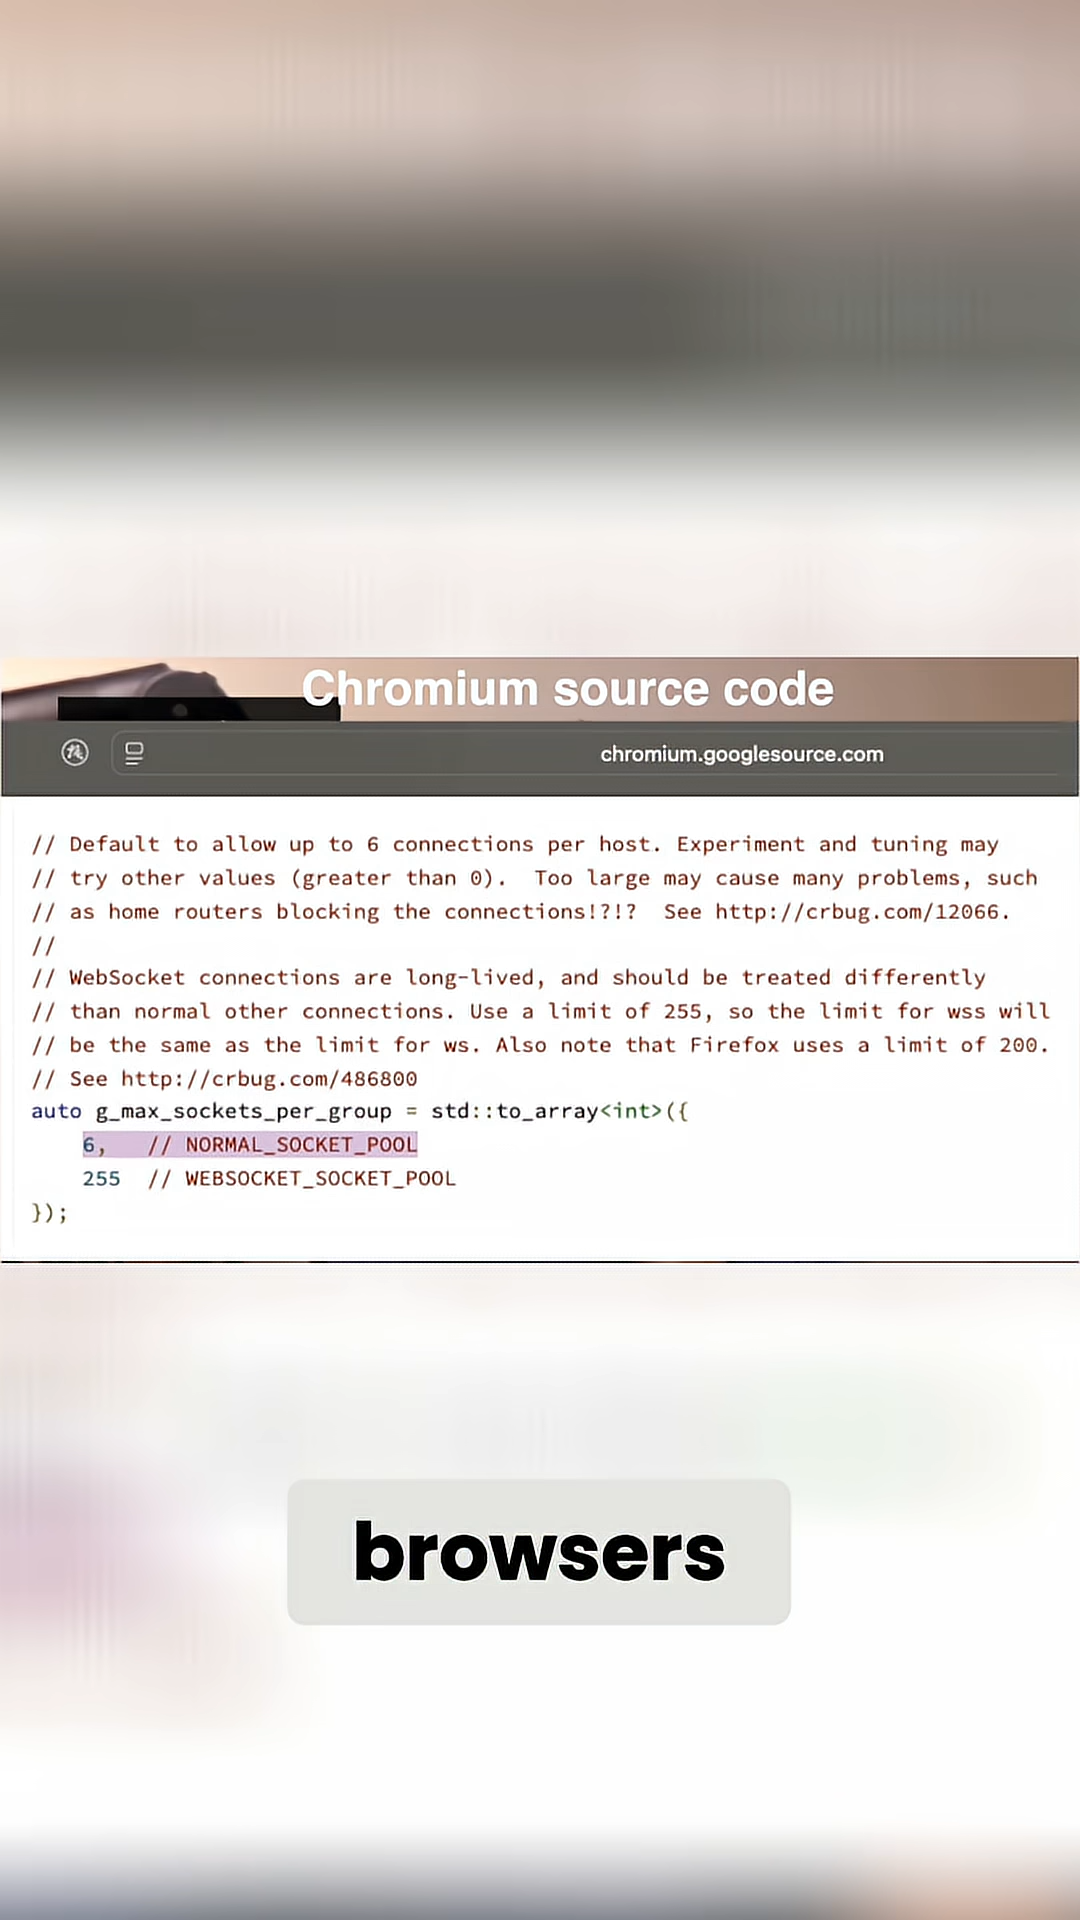 Chromium source code
chromium.googlesource.com
// Default to allow up to 6 connections per host. Experiment and tuning may
// try other values (greater than 0).  Too large may cause many problems, such
// as home routers blocking the connections!?!?  See http://crbug.com/12066.
//
// WebSocket connections are long-lived, and should be treated differently
// than normal other connections. Use a limit of 255, so the limit for wss will
// be the same as the limit for ws. Also note that Firefox uses a limit of 200.
// See http://crbug.com/486800
auto g_max_sockets_per_group = std::to_array<int>({
    6,   // NORMAL_SOCKET_POOL
    255  // WEBSOCKET_SOCKET_POOL
});
browsers